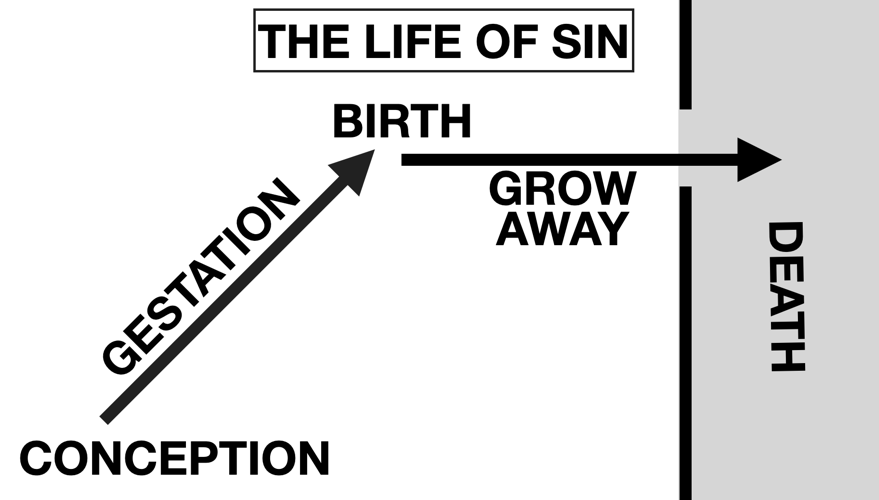 THE LIFE OF SIN
BIRTH
GROW
AWAY
GESTATION
DEATH
CONCEPTION